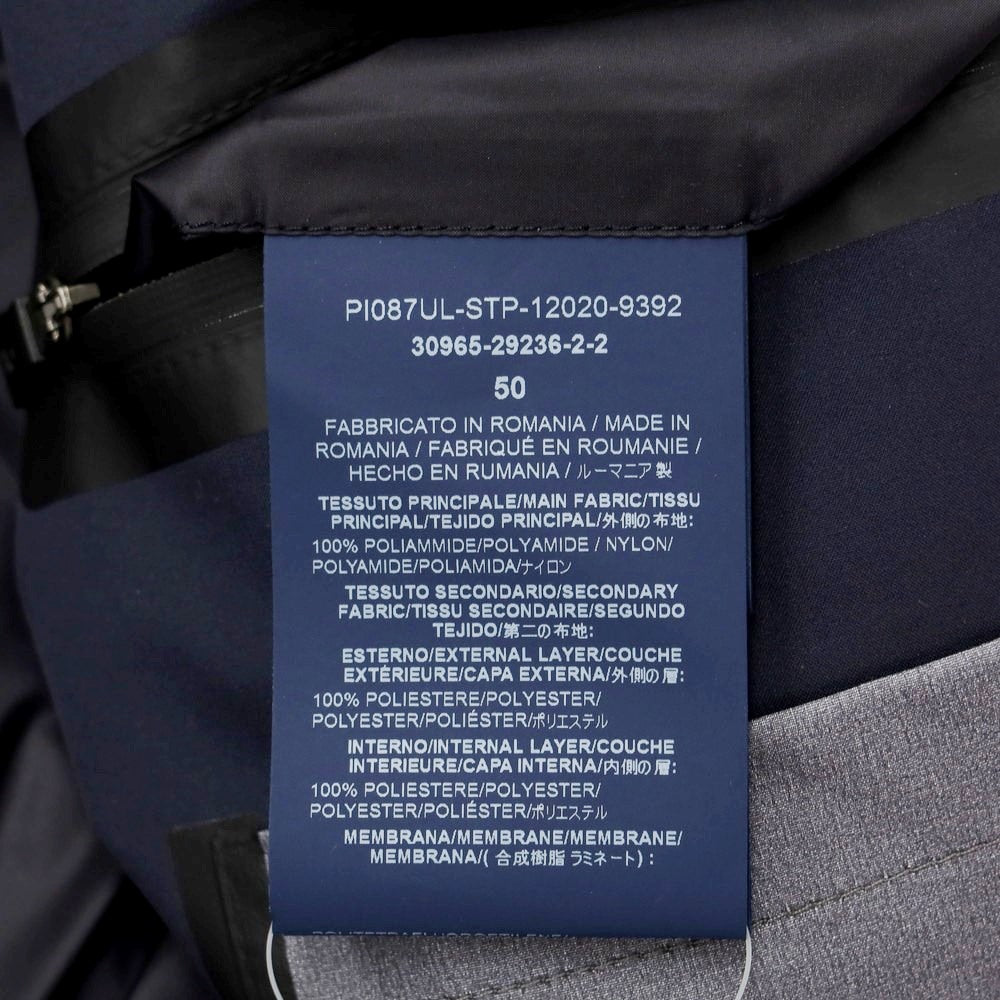 PI087UL-STP-12020-9392
30965-29236-2-2
50
FABBRICATO IN ROMANIA / MADE IN
ROMANIA / FABRIQUÉ EN ROUMANIE /
HECHO EN RUMANIA / ルーマニア製
TESSUTO PRINCIPALE/MAIN FABRIC/TISSU
PRINCIPAL/TEJIDO PRINCIPAL/外側の布地:
100% POLIAMMIDE/POLYAMIDE / NYLON/
POLYAMIDE/POLIAMIDA/ナイロン
TESSUTO SECONDARIO/SECONDARY
FABRIC/TISSU SECONDAIRE/SEGUNDO
TEJIDO/第二の布地:
ESTERNO/EXTERNAL LAYER/COUCHE
EXTÉRIEURE/CAPA EXTERNA/外側の層:
100% POLIESTERE/POLYESTER/
POLYESTER/POLIÉSTER/ポリエステル
INTERNO/INTERNAL LAYER/COUCHE
INTERIEURE/CAPA INTERNA/内側の層:
100% POLIESTERE/POLYESTER/
POLYESTER/POLIÉSTER/ポリエステル
MEMBRANA/MEMBRANE/MEMBRANE/
MEMBRANA/( 合成樹脂 ラミネート) :